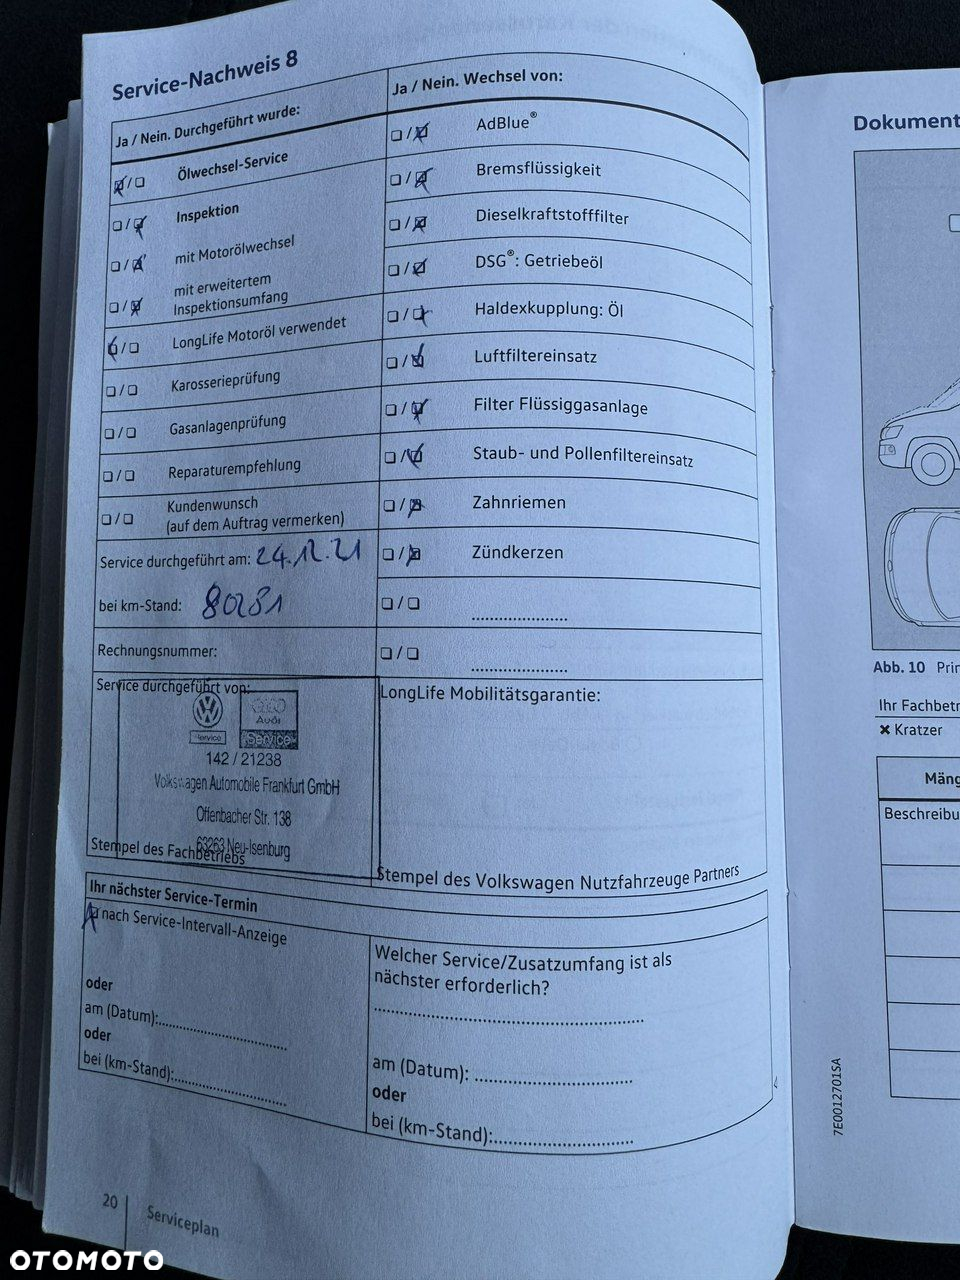 Service-Nachweis 8
Ja / Nein. Durchgeführt wurde:
Ölwechsel-Service
Inspektion
mit Motorölwechsel
mit erweitertem
Inspektionsumfang
LongLife Motoröl verwendet
Karosserieprüfung
Gasanlagenprüfung
Reparaturempfehlung
Kundenwunsch
(auf dem Auftrag vermerken)
Service durchgeführt am: 24.12.21
bei km-Stand: 80281
Rechnungsnummer:
Service durchgeführt von:
Service
Audi
Service
142 / 21238
Volkswagen Automobile Frankfurt GmbH
Offenbacher Str. 138
63263 Neu-Isenburg
Stempel des Fachbetriebs
Ja / Nein. Wechsel von:
AdBlue®
Bremsflüssigkeit
Dieselkraftstofffilter
DSG®: Getriebeöl
Haldexkupplung: Öl
Luftfiltereinsatz
Filter Flüssiggasanlage
Staub- und Pollenfiltereinsatz
Zahnriemen
Zündkerzen
LongLife Mobilitätsgarantie:
Stempel des Volkswagen Nutzfahrzeuge Partners
Ihr nächster Service-Termin
nach Service-Intervall-Anzeige
oder
am (Datum):
oder
bei (km-Stand):
Welcher Service/Zusatzumfang ist als
nächster erforderlich?
am (Datum):
oder
bei (km-Stand):
20
Serviceplan
Dokument
Abb. 10 Prin
Ihr Fachbetr
✖ Kratzer
Mäng
Beschreibu
7E0012701SA
OTOMOTO